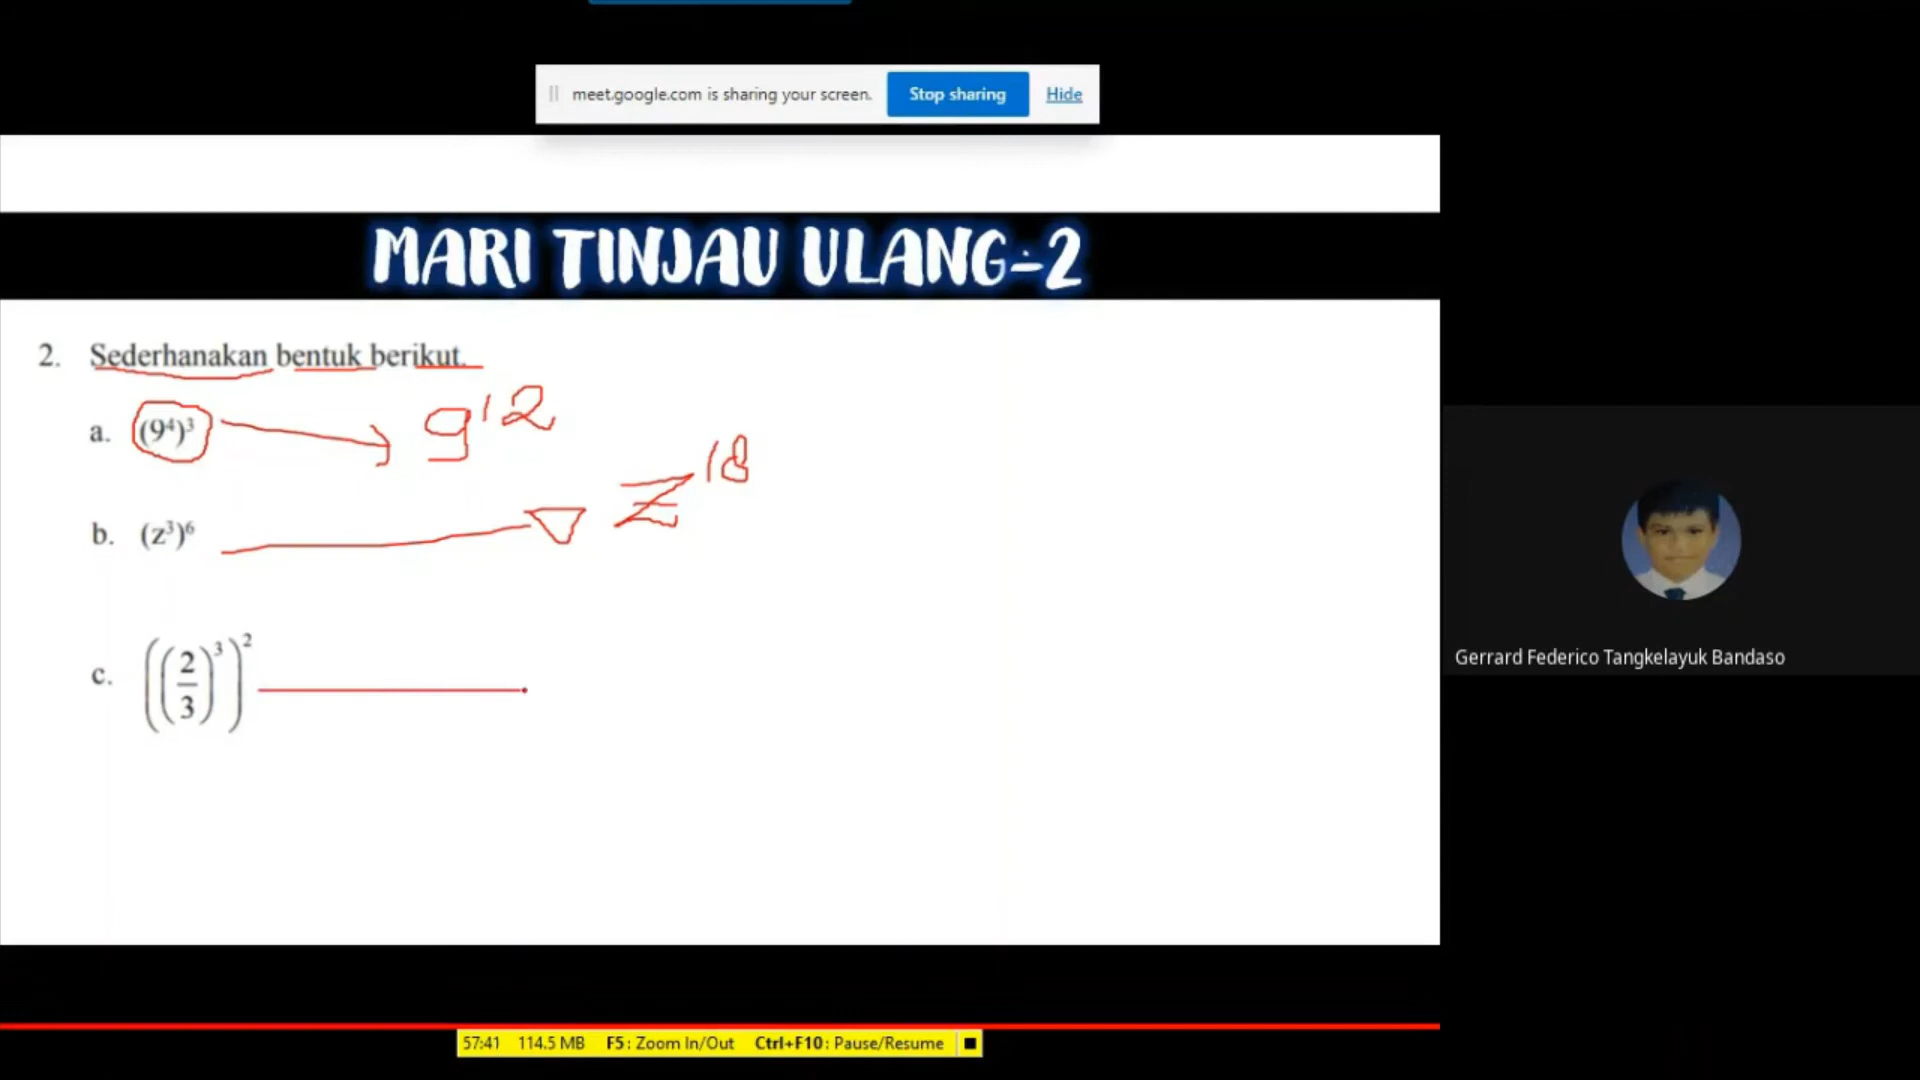 meet.google.com is sharing your screen. Stop sharing Hide
MARI TINJAU ULANG-2
2. Sederhanakan bentuk berikut.
a. (9⁴)³ 9¹²
b. (z³)⁶ z¹⁸
c. ((2/3)³)²
Gerrard Federico Tangkelayuk Bandaso
57:41 114.5 MB F5: Zoom In/Out Ctrl+F10: Pause/Resume